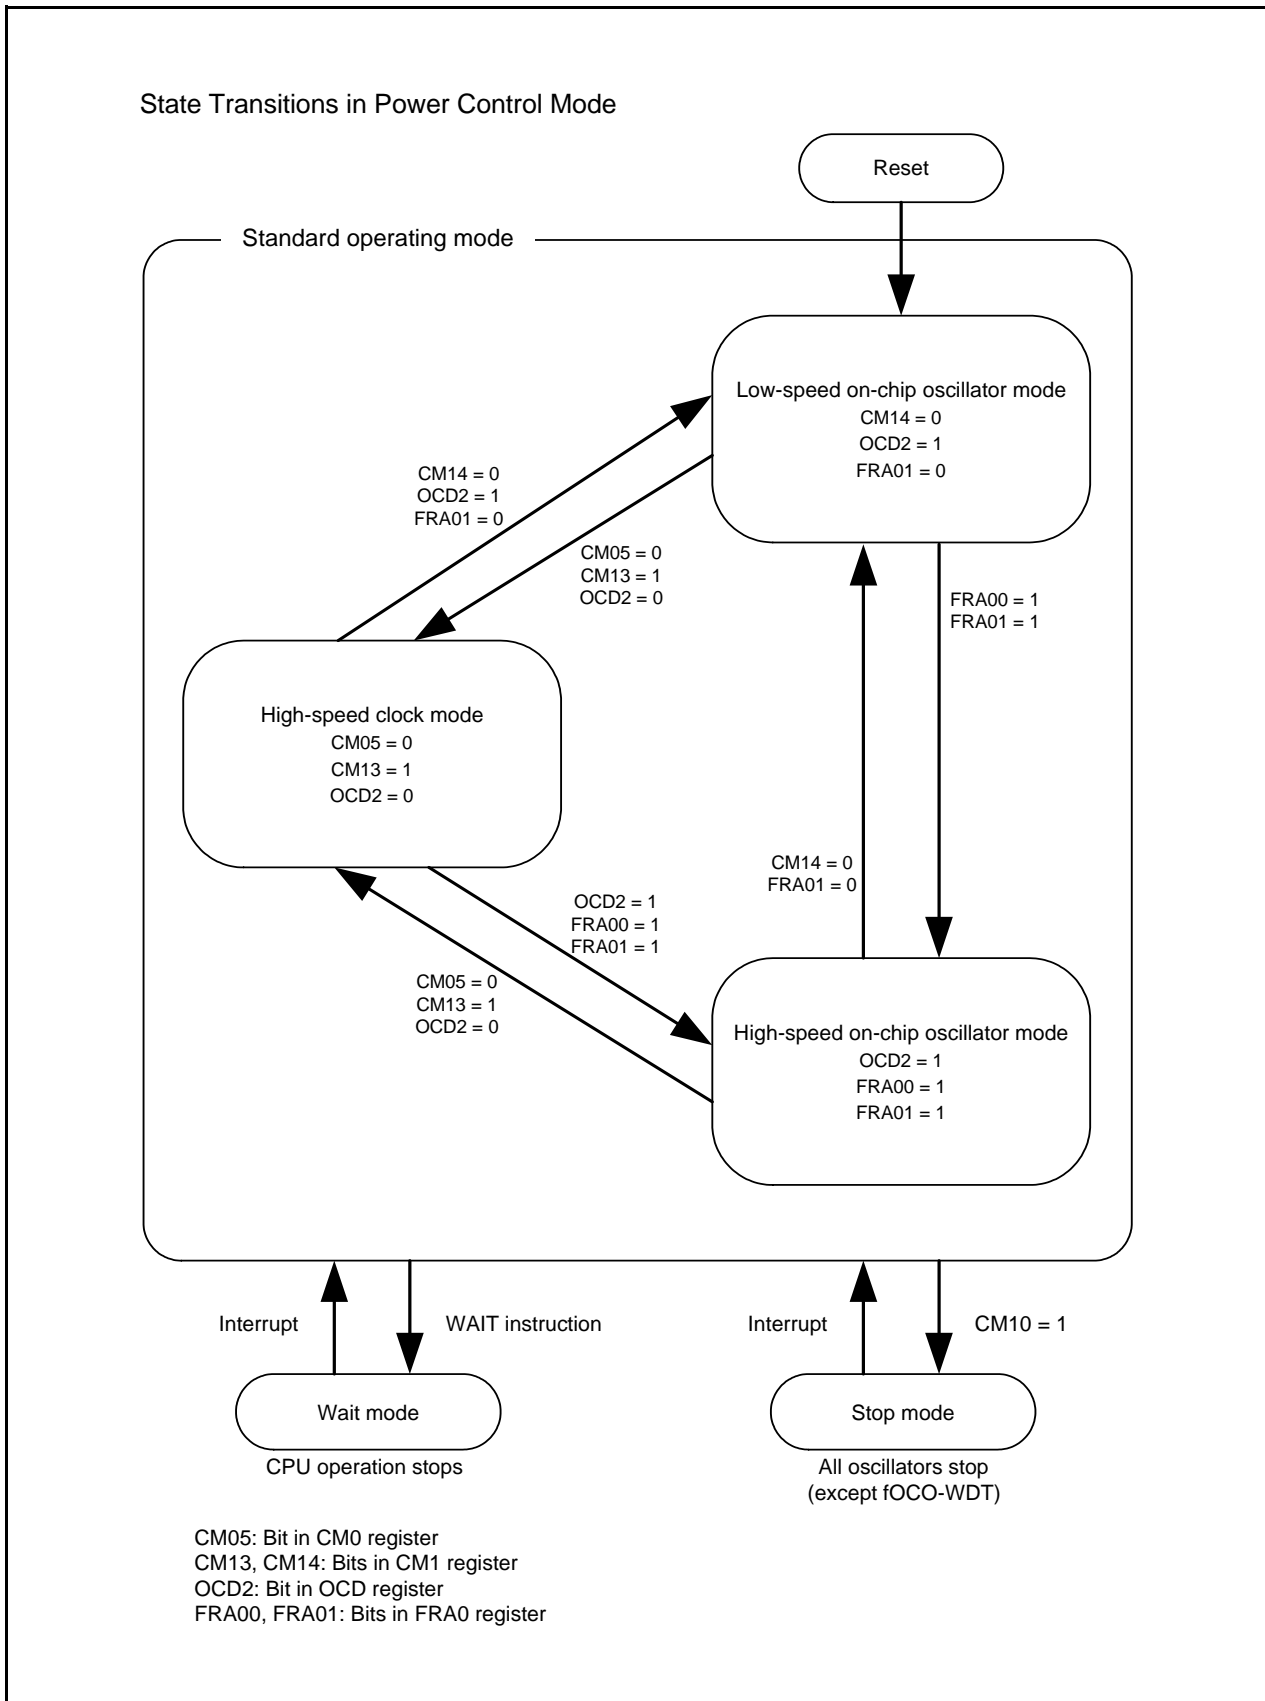 State Transitions in Power Control Mode
Reset
Standard operating mode
Low-speed on-chip oscillator mode
CM14 = 0
OCD2 = 1
FRA01 = 0
CM14 = 0
OCD2 = 1
FRA01 = 0
CM05 = 0
CM13 = 1
OCD2 = 0
FRA00 = 1
FRA01 = 1
High-speed clock mode
CM05 = 0
CM13 = 1
OCD2 = 0
CM14 = 0
FRA01 = 0
OCD2 = 1
FRA00 = 1
FRA01 = 1
CM05 = 0
CM13 = 1
OCD2 = 0
High-speed on-chip oscillator mode
OCD2 = 1
FRA00 = 1
FRA01 = 1
Interrupt
WAIT instruction
Interrupt
CM10 = 1
Wait mode
Stop mode
CPU operation stops
All oscillators stop
(except fOCO-WDT)
CM05: Bit in CM0 register
CM13, CM14: Bits in CM1 register
OCD2: Bit in OCD register
FRA00, FRA01: Bits in FRA0 register